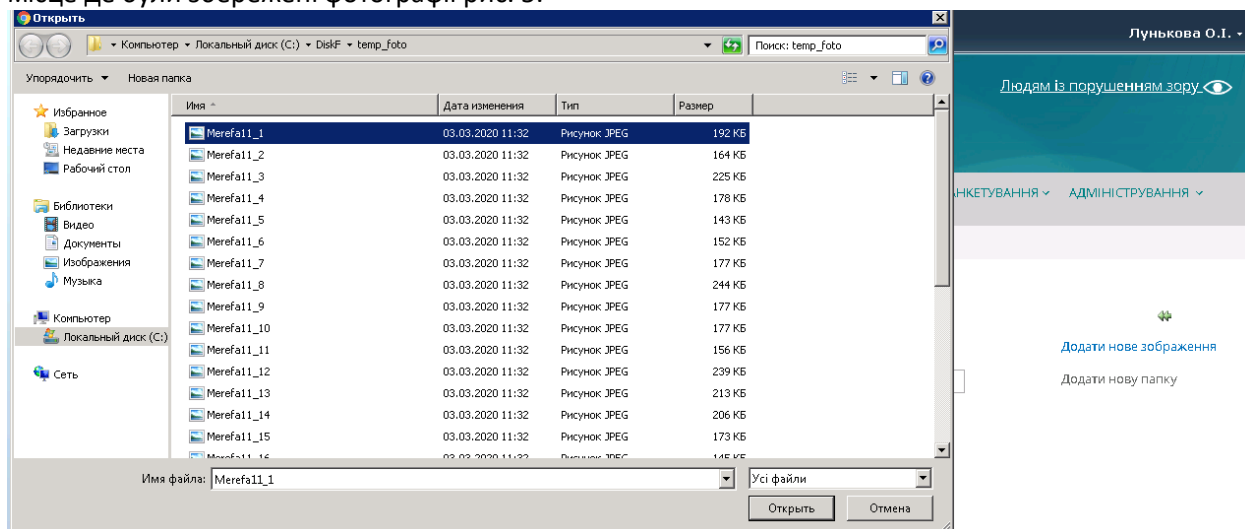 Открыть
Компьютер ▾ Локальный диск (C:) ▾ DiskF ▾ temp_foto
Поиск: temp_foto
Упорядочить ▾ Новая папка
Избранное
Загрузки
Недавние места
Рабочий стол
Библиотеки
Видео
Документы
Изображения
Музыка
Компьютер
Локальный диск (C:)
Сеть
Имя Дата изменения Тип Размер
Merefa11_1 03.03.2020 11:32 Рисунок JPEG 192 КБ
Merefa11_2 03.03.2020 11:32 Рисунок JPEG 164 КБ
Merefa11_3 03.03.2020 11:32 Рисунок JPEG 225 КБ
Merefa11_4 03.03.2020 11:32 Рисунок JPEG 178 КБ
Merefa11_5 03.03.2020 11:32 Рисунок JPEG 143 КБ
Merefa11_6 03.03.2020 11:32 Рисунок JPEG 152 КБ
Merefa11_7 03.03.2020 11:32 Рисунок JPEG 177 КБ
Merefa11_8 03.03.2020 11:32 Рисунок JPEG 244 КБ
Merefa11_9 03.03.2020 11:32 Рисунок JPEG 177 КБ
Merefa11_10 03.03.2020 11:32 Рисунок JPEG 177 КБ
Merefa11_11 03.03.2020 11:32 Рисунок JPEG 156 КБ
Merefa11_12 03.03.2020 11:32 Рисунок JPEG 239 КБ
Merefa11_13 03.03.2020 11:32 Рисунок JPEG 213 КБ
Merefa11_14 03.03.2020 11:32 Рисунок JPEG 206 КБ
Merefa11_15 03.03.2020 11:32 Рисунок JPEG 173 КБ
Имя файла: Merefa11_1
Усі файли
Открыть Отмена
Лунькова О.І.
Людям із порушенням зору
НКЕТУВАННЯ АДМІНІСТРУВАННЯ
Додати нове зображення
Додати нову папку